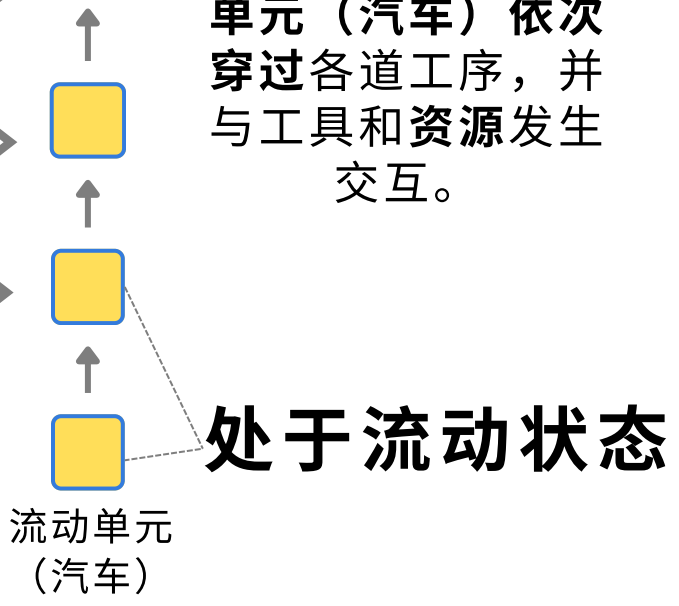 单元（汽车）依次
穿过各道工序，并
与工具和资源发生
交互。
处于流动状态
流动单元
（汽车）